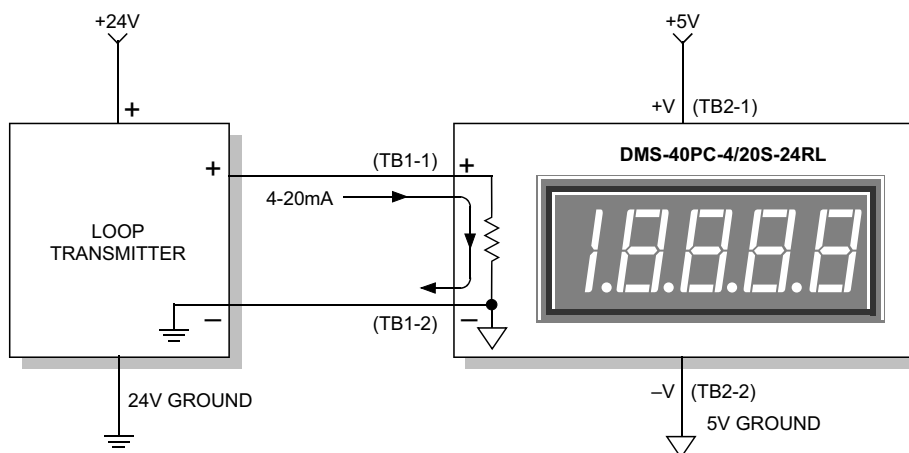 +24V
+5V
+
+V (TB2-1)
+
(TB1-1)
+
DMS-40PC-4/20S-24RL
4-20mA
LOOP
TRANSMITTER
1.8.8.8.8
–
(TB1-2)
–
24V GROUND
–V (TB2-2)
5V GROUND